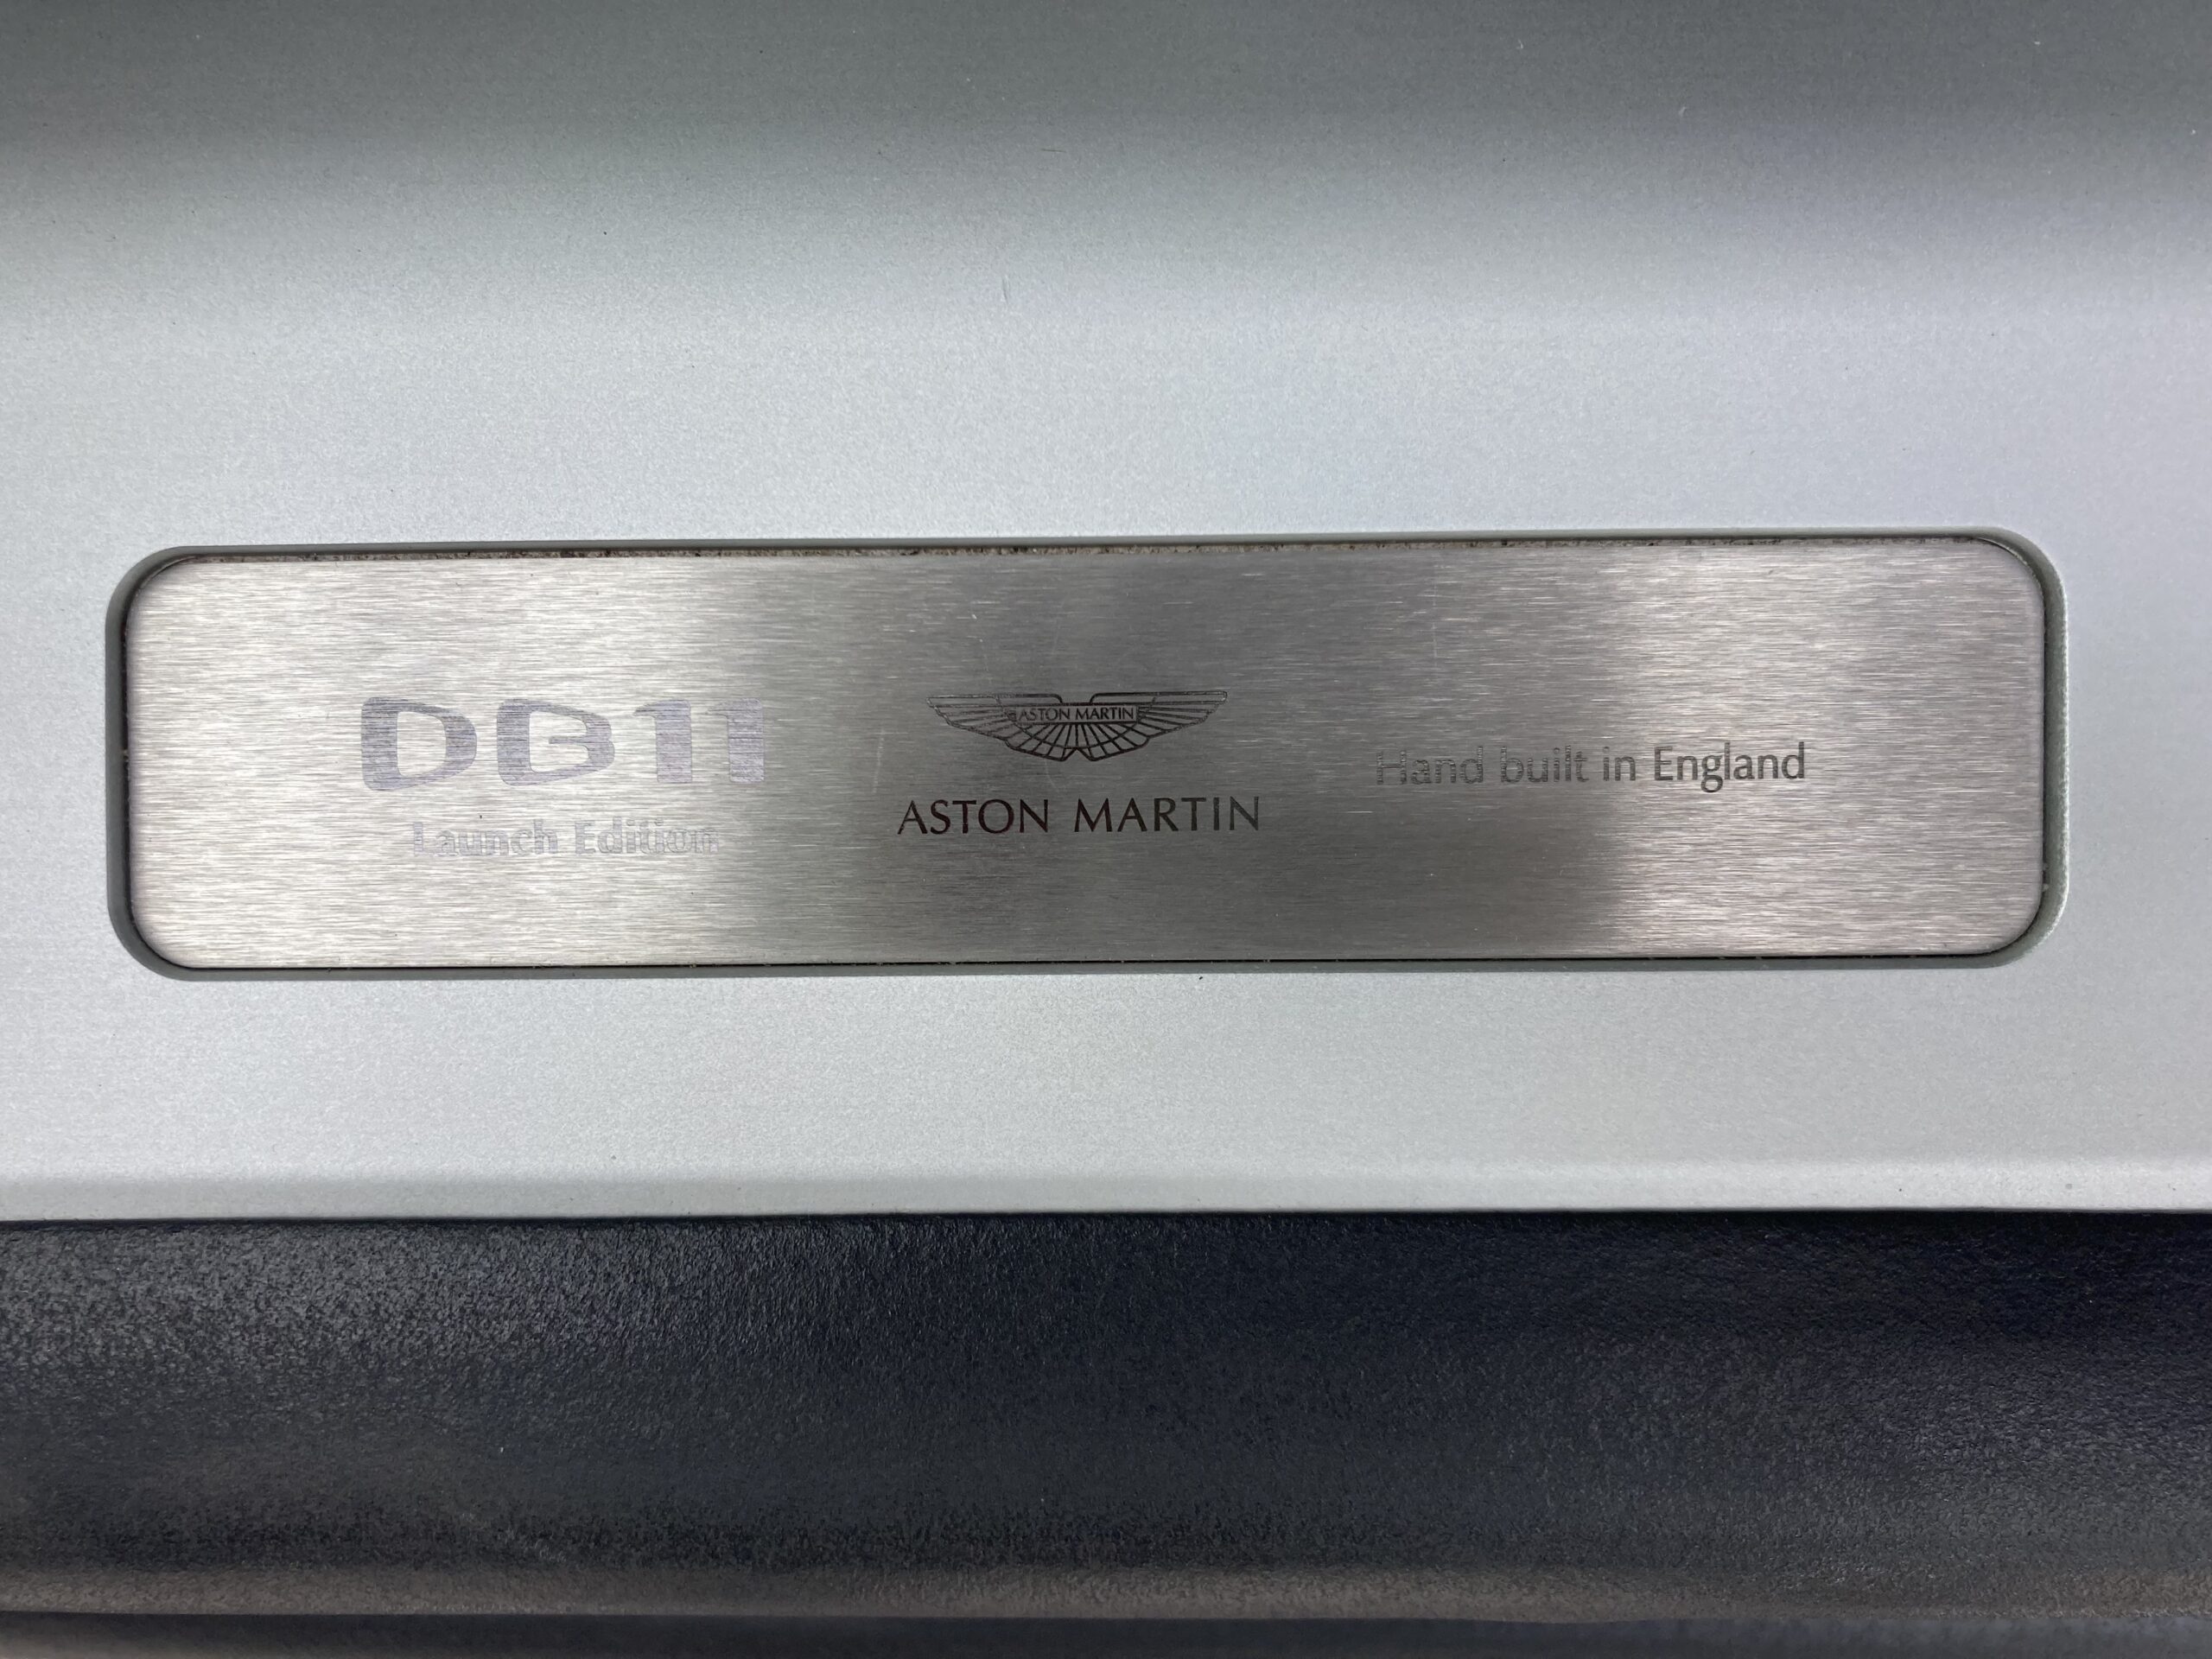 DB11
Launch Edition
ASTON MARTIN
ASTON MARTIN
Hand built in England